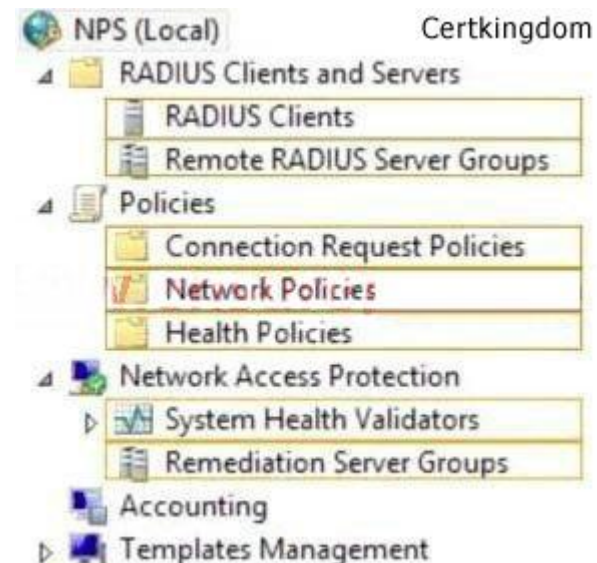 NPS (Local) Certkingdom
RADIUS Clients and Servers
RADIUS Clients
Remote RADIUS Server Groups
Policies
Connection Request Policies
Network Policies
Health Policies
Network Access Protection
System Health Validators
Remediation Server Groups
Accounting
Templates Management